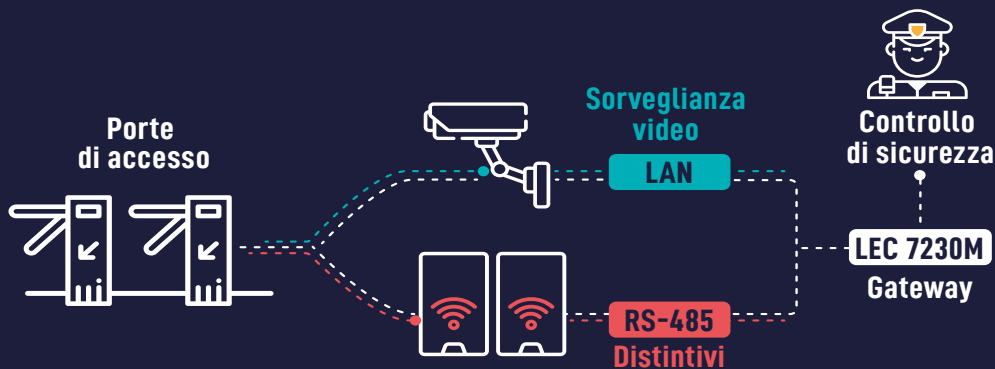 Porte
di accesso
Sorveglianza
video
LAN
RS-485
Distintivi
Controllo
di sicurezza
LEC 7230M
Gateway